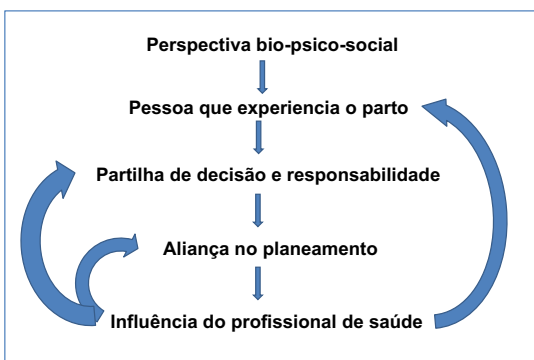 Perspectiva bio-psico-social
Pessoa que experiencia o parto
Partilha de decisão e responsabilidade
Aliança no planeamento
Influência do profissional de saúde